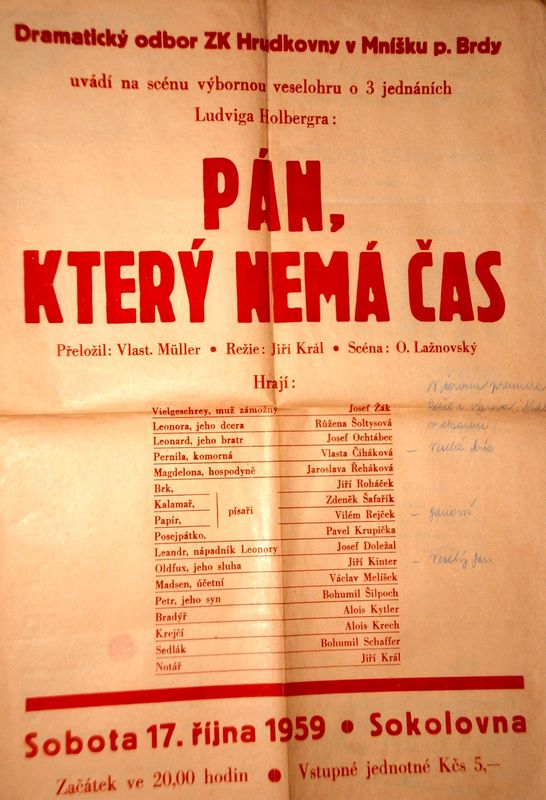 Dramatický odbor ZK Hrudkovny v Mníšku p. Brdy
uvádí na scénu výbornou veselohru o 3 jednáních
Ludviga Holbergra:
PÁN,
KTERÝ NEMÁ ČAS
Přeložil: Vlast. Müller • Režie: Jiří Král • Scéna: O. Lažnovský
Hrají:
Vielgeschrey, muž zámožný Josef Žák
Leonora, jeho dcera Růžena Šoltysová
Leonard, jeho bratr Josef Ochtábec
Pernila, komorná Vlasta Čiháková
Magdelona, hospodyně Jaroslava Řeháková
Brk, Jiří Roháček
Kalamař, Zdeněk Šafařík
písaři
Papír, Vilém Rejček
Posejpátko, Pavel Krupička
Leandr, nápadník Leonory Josef Doležal
Oldfux, jeho sluha Jiří Kinter
Madsen, účetní Václav Melíšek
Petr, jeho syn Bohumil Šilpoch
Bradýř Alois Kytler
Krejčí Alois Krech
Sedlák Bohumil Schaffer
Notář Jiří Král
premiera
– Janouš
– Veselý Jan
Sobota 17. října 1959 • Sokolovna
Začátek ve 20,00 hodin • Vstupné jednotné Kčs 5,—